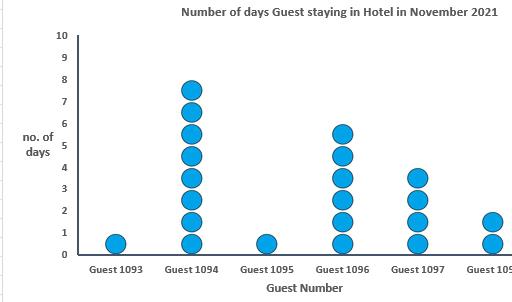 Number of days Guest staying in Hotel in November 2021
10
9
8
7
6
no. of
days
5
4
3
2
1
0
Guest 1093 Guest 1094 Guest 1095 Guest 1096 Guest 1097 Guest
Guest Number